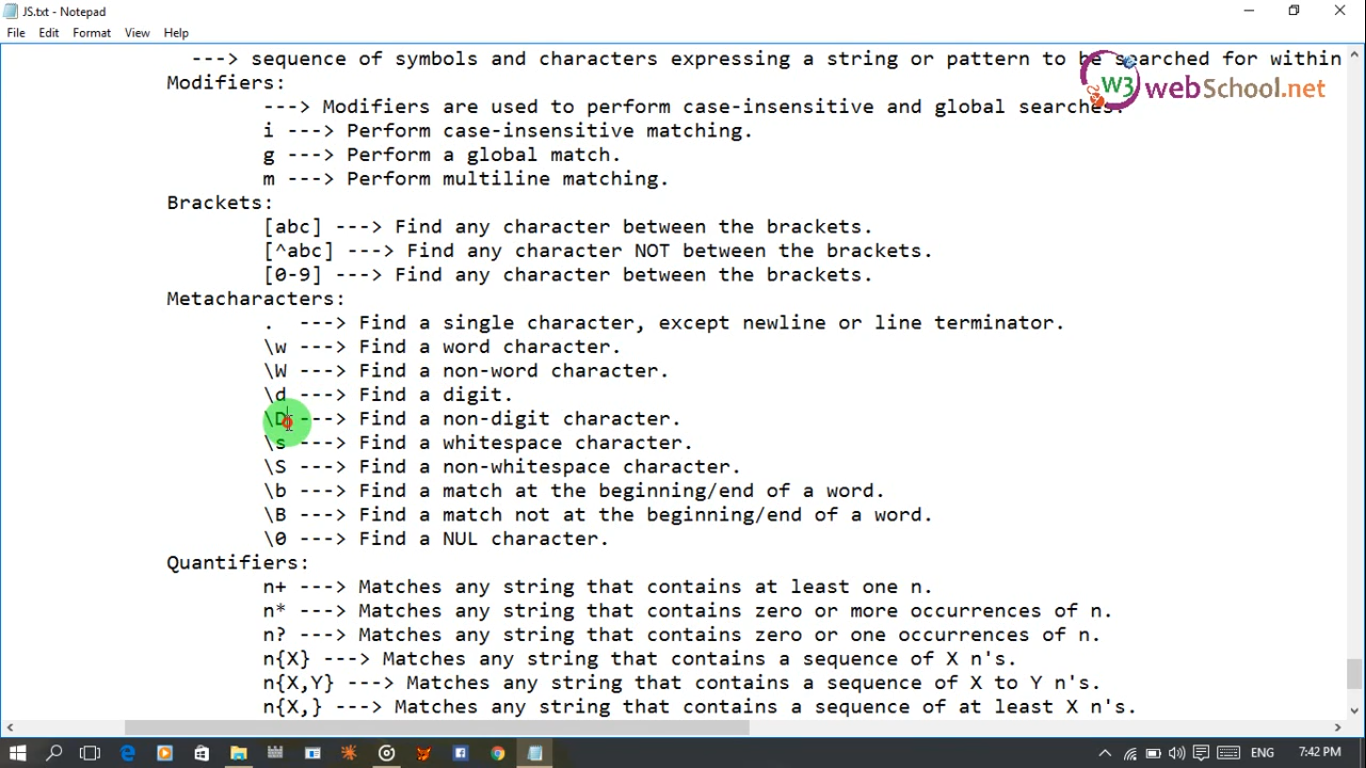 JS.txt - Notepad
File Edit Format View Help
---> sequence of symbols and characters expressing a string or pattern to be searched for within
Modifiers:
---> Modifiers are used to perform case-insensitive and global searches.
i ---> Perform case-insensitive matching.
g ---> Perform a global match.
m ---> Perform multiline matching.
W3 webSchool.net
Brackets:
[abc] ---> Find any character between the brackets.
[^abc] ---> Find any character NOT between the brackets.
[0-9] ---> Find any character between the brackets.
Metacharacters:
. ---> Find a single character, except newline or line terminator.
\w ---> Find a word character.
\W ---> Find a non-word character.
\d ---> Find a digit.
\D ---> Find a non-digit character.
\s ---> Find a whitespace character.
\S ---> Find a non-whitespace character.
\b ---> Find a match at the beginning/end of a word.
\B ---> Find a match not at the beginning/end of a word.
\0 ---> Find a NUL character.
Quantifiers:
n+ ---> Matches any string that contains at least one n.
n* ---> Matches any string that contains zero or more occurrences of n.
n? ---> Matches any string that contains zero or one occurrences of n.
n{X} ---> Matches any string that contains a sequence of X n's.
n{X,Y} ---> Matches any string that contains a sequence of X to Y n's.
n{X,} ---> Matches any string that contains a sequence of at least X n's.
ENG 7:42 PM